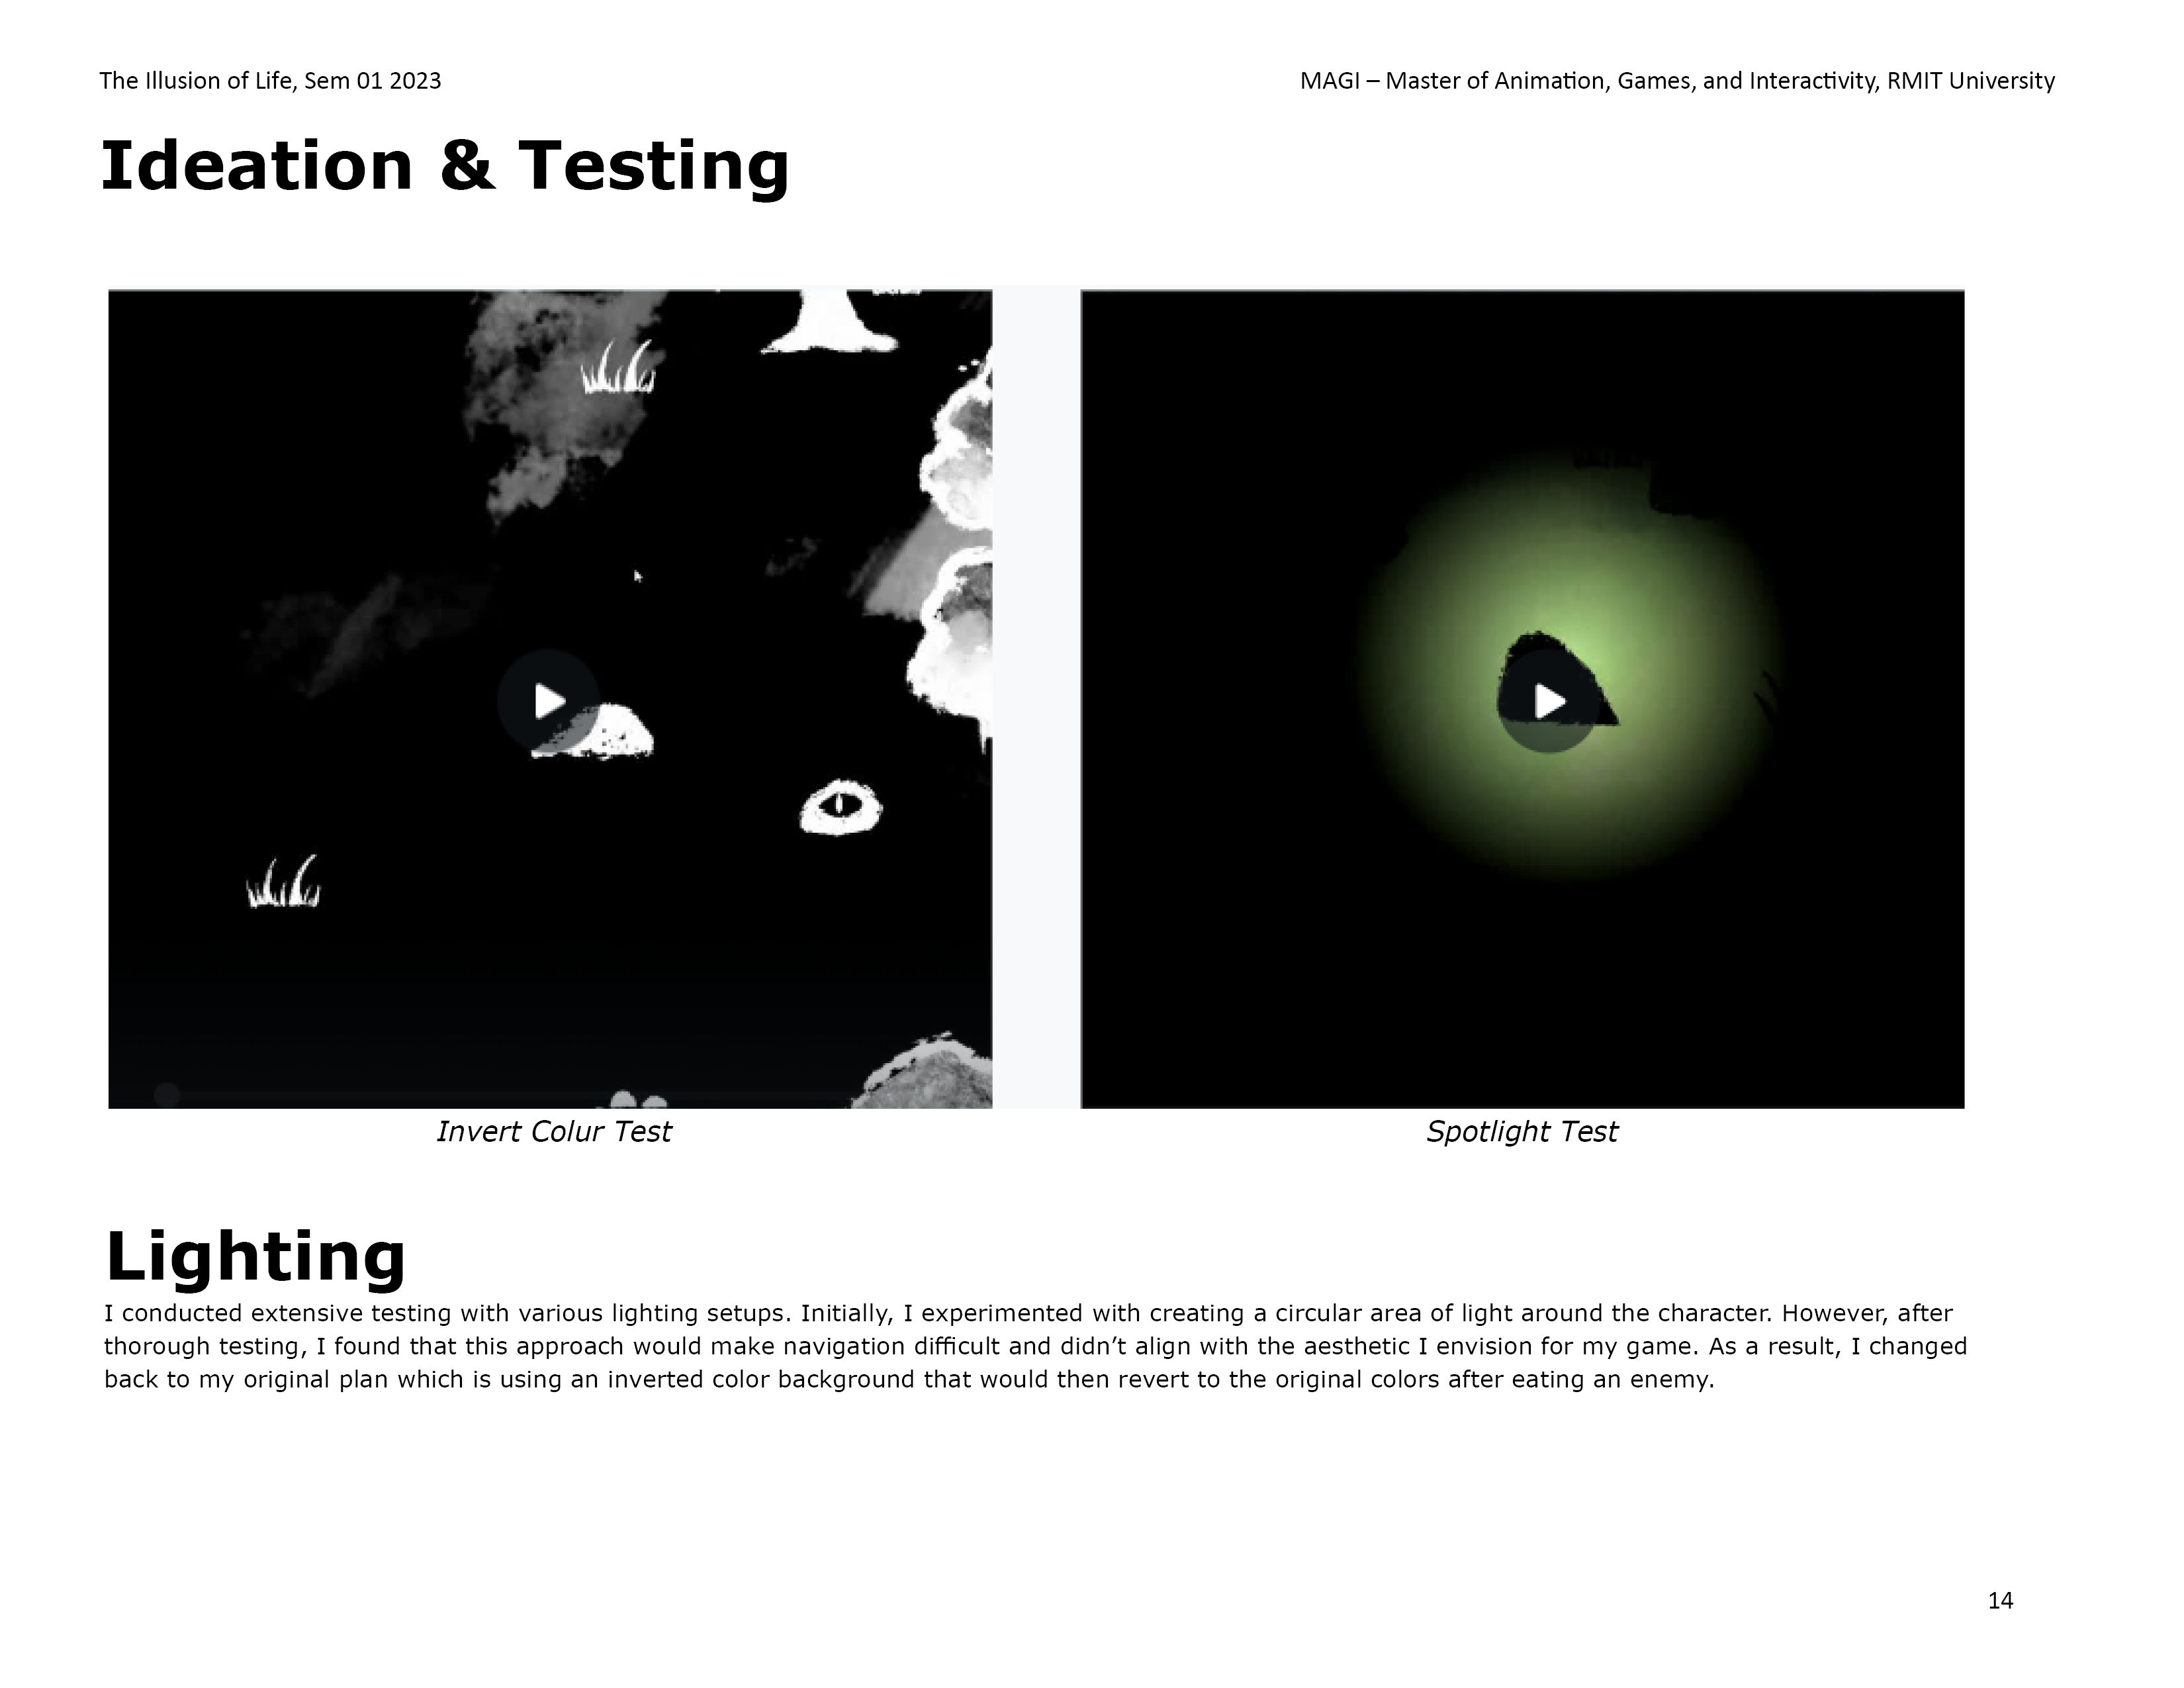 The Illusion of Life, Sem 01 2023
MAGI – Master of Animation, Games, and Interactivity, RMIT University
Ideation & Testing
Invert Colur Test
Spotlight Test
Lighting
I conducted extensive testing with various lighting setups. Initially, I experimented with creating a circular area of light around the character. However, after
thorough testing, I found that this approach would make navigation difficult and didn’t align with the aesthetic I envision for my game. As a result, I changed
back to my original plan which is using an inverted color background that would then revert to the original colors after eating an enemy.
14